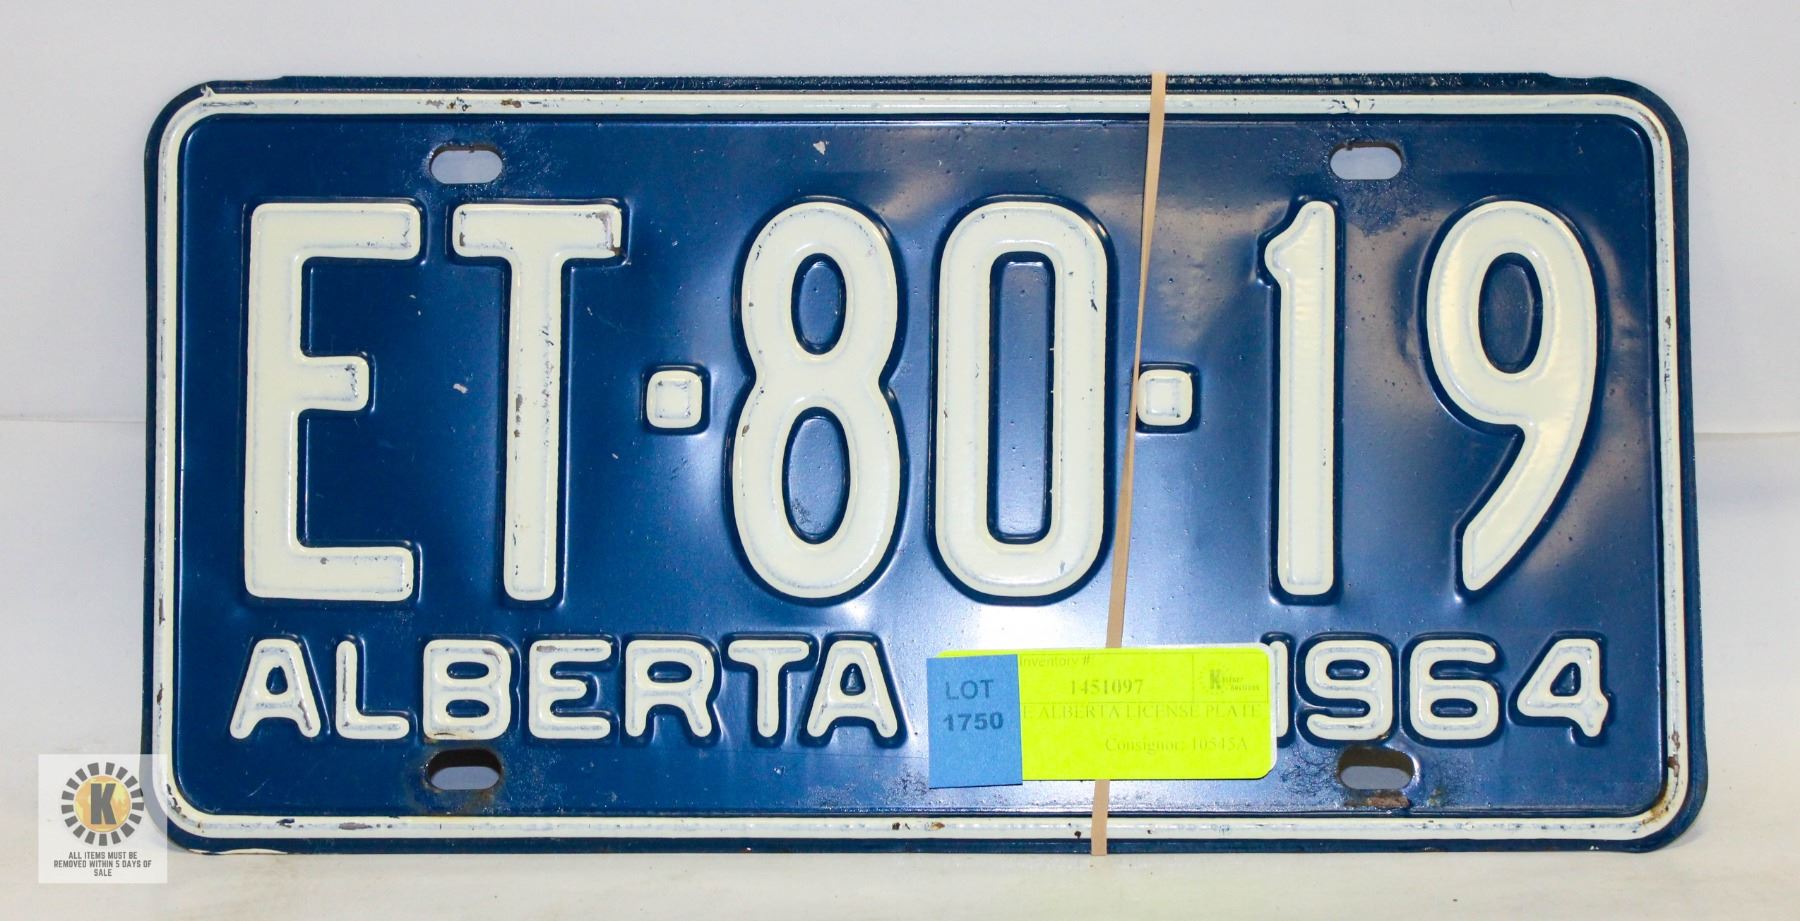 ET·80·19
ALBERTA 1964
LOT
1750
Inventory #
1451097
E ALBERTA LICENSE PLATE
Consignor: 10545A
K
ALL ITEMS MUST BE
REMOVED WITHIN 5 DAYS OF
SALE